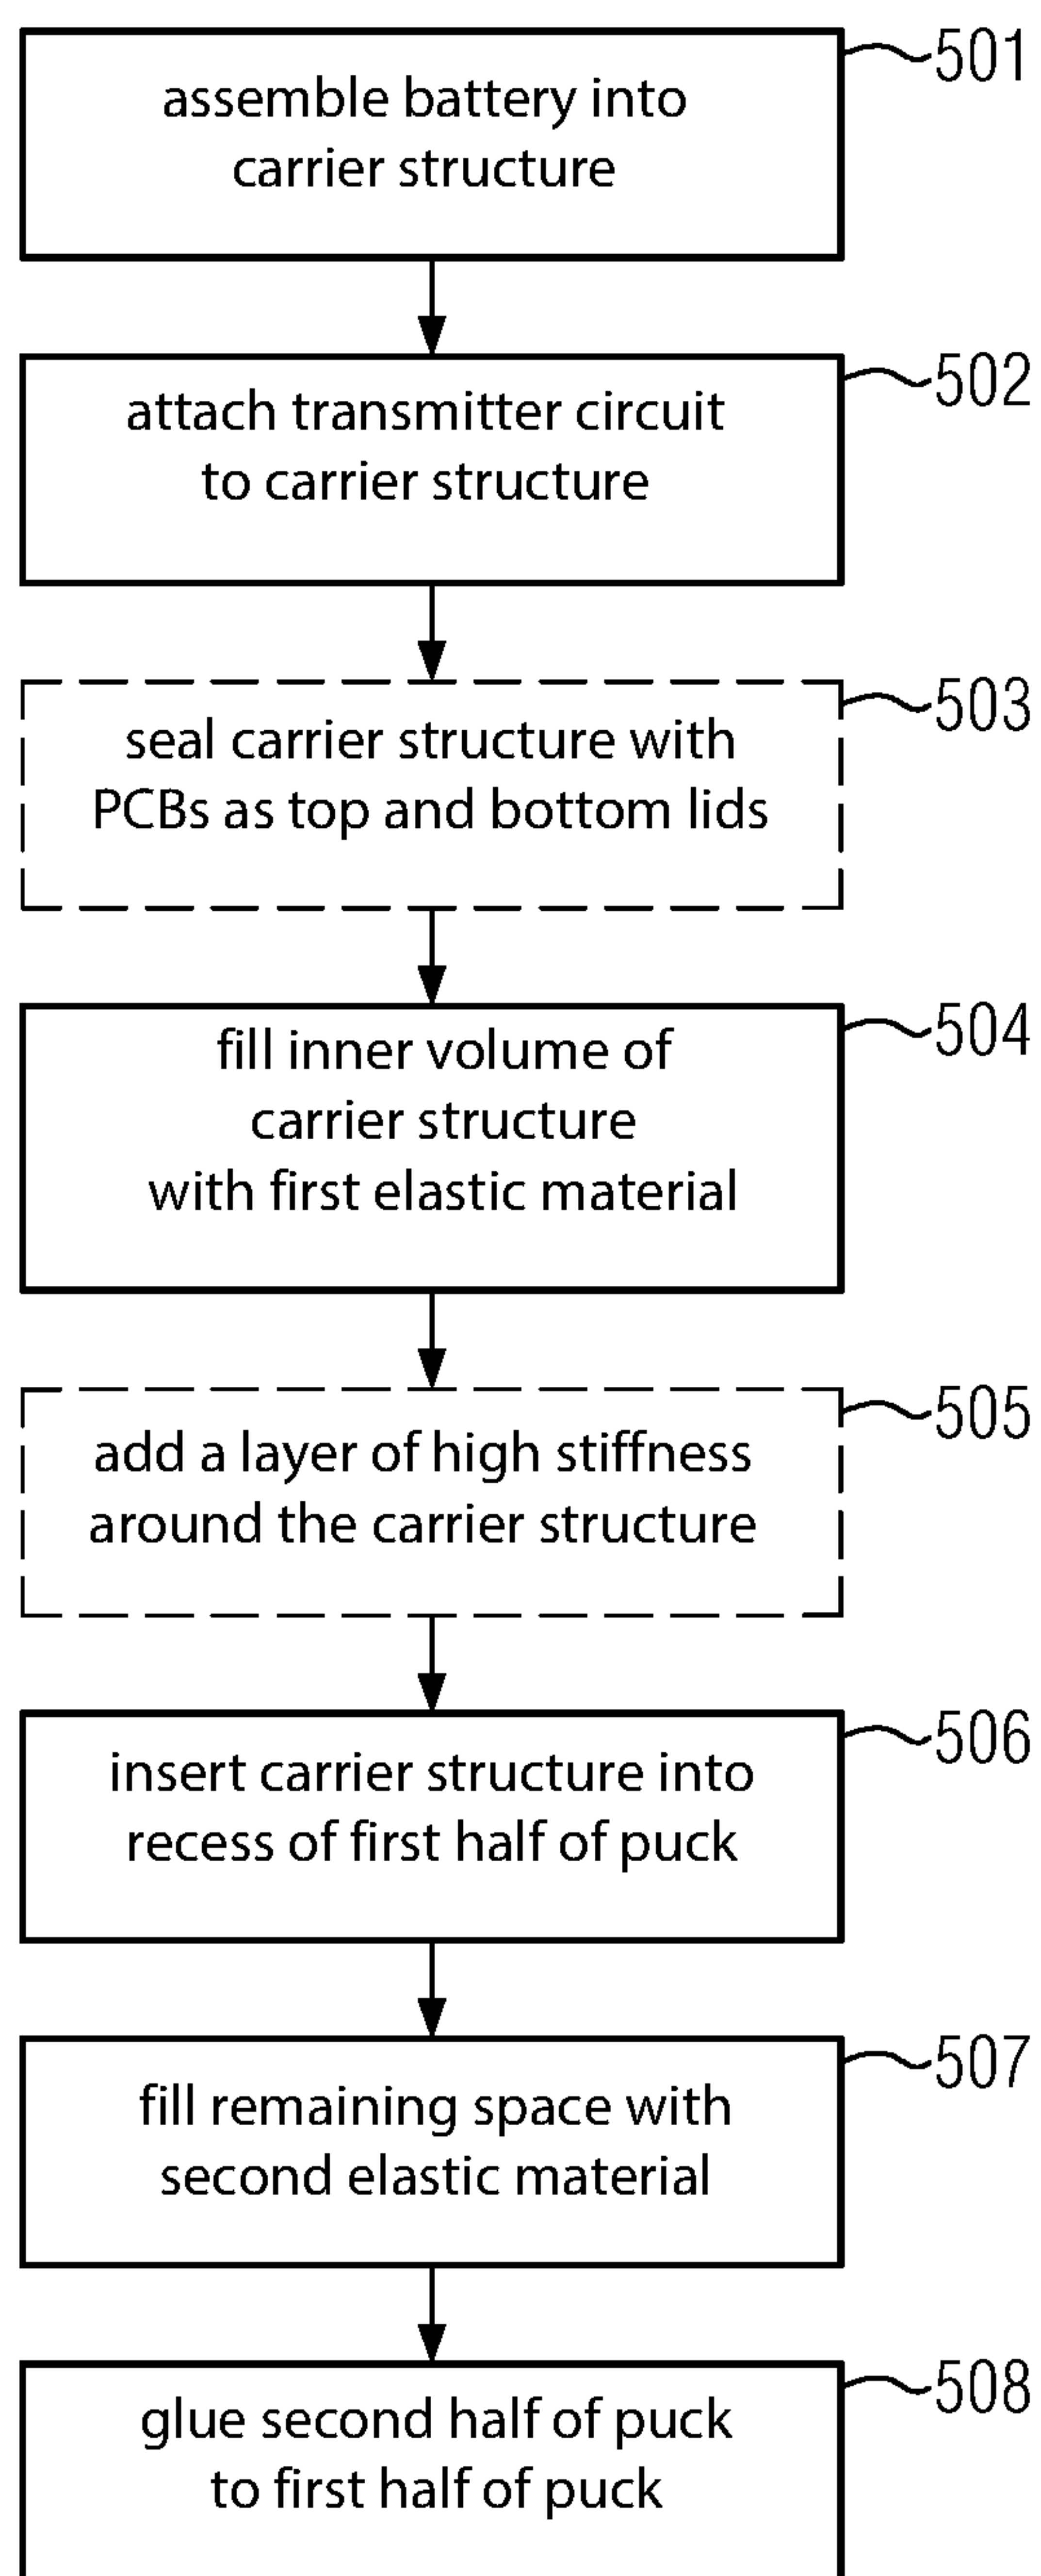 501
assemble battery into
carrier structure
502
attach transmitter circuit
to carrier structure
503
seal carrier structure with
PCBs as top and bottom lids
504
fill inner volume of
carrier structure
with first elastic material
505
add a layer of high stiffness
around the carrier structure
506
insert carrier structure into
recess of first half of puck
507
fill remaining space with
second elastic material
508
glue second half of puck
to first half of puck